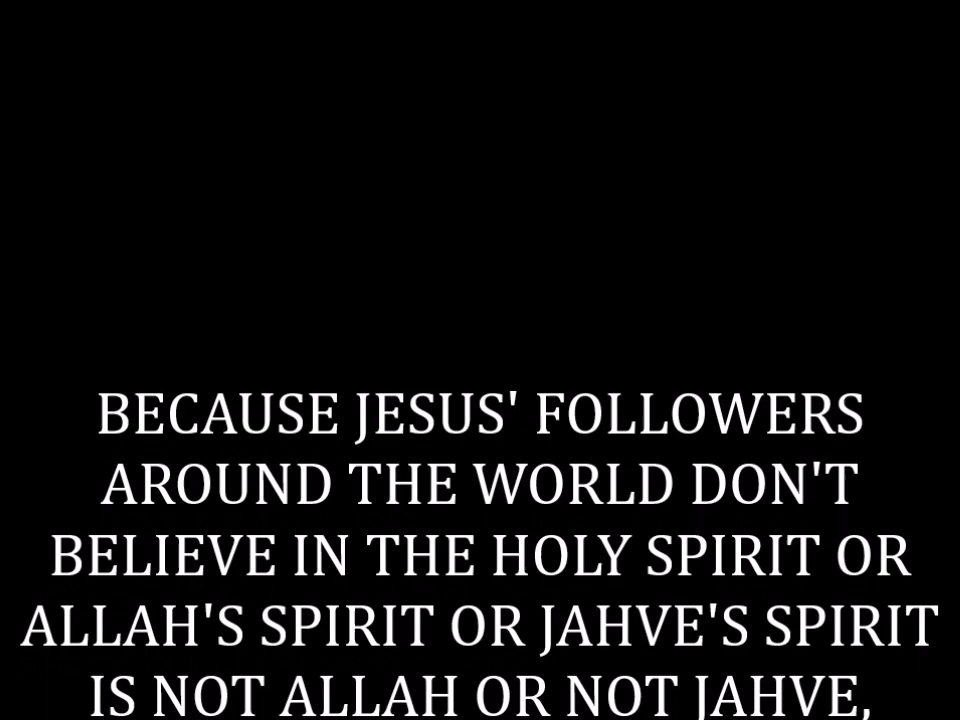 BECAUSE JESUS' FOLLOWERS
AROUND THE WORLD DON'T
BELIEVE IN THE HOLY SPIRIT OR
ALLAH'S SPIRIT OR JAHVE'S SPIRIT
IS NOT ALLAH OR NOT JAHVE,